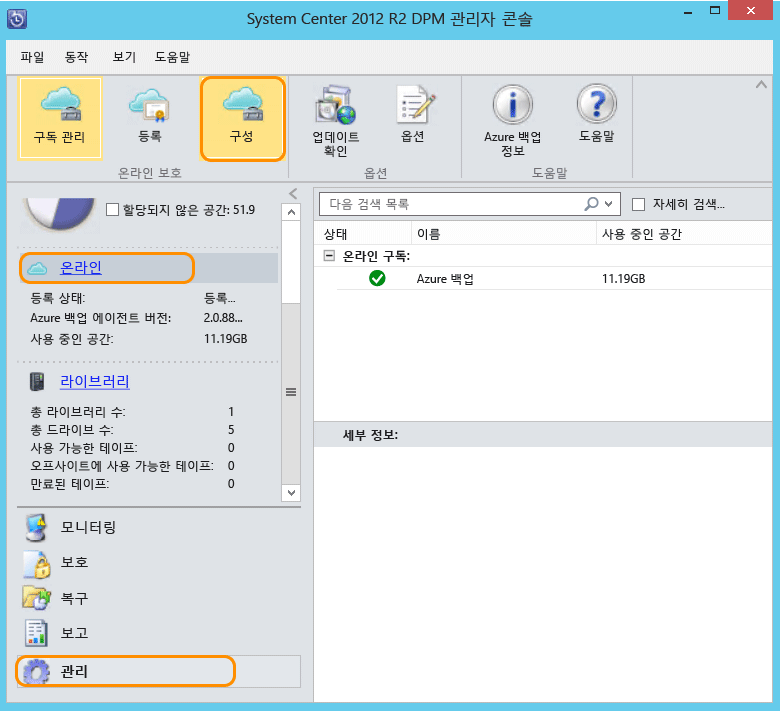 System Center 2012 R2 DPM 관리자 콘솔
파일 동작 보기 도움말
구독 관리
등록
구성
업데이트
확인
옵션
Azure 백업
정보
도움말
온라인 보호
옵션
도움말
할당되지 않은 공간: 51.9
온라인
등록 상태: 등록...
Azure 백업 에이전트 버전: 2.0.88...
사용 중인 공간: 11.19GB
라이브러리
총 라이브러리 수: 1
총 드라이브 수: 5
사용 가능한 테이프: 0
오프사이트에 사용 가능한 테이프: 0
만료된 테이프: 0
모니터링
보호
복구
보고
관리
다음 검색 목록
자세히 검색...
상태 이름 사용 중인 공간
온라인 구독:
Azure 백업 11.19GB
세부 정보: